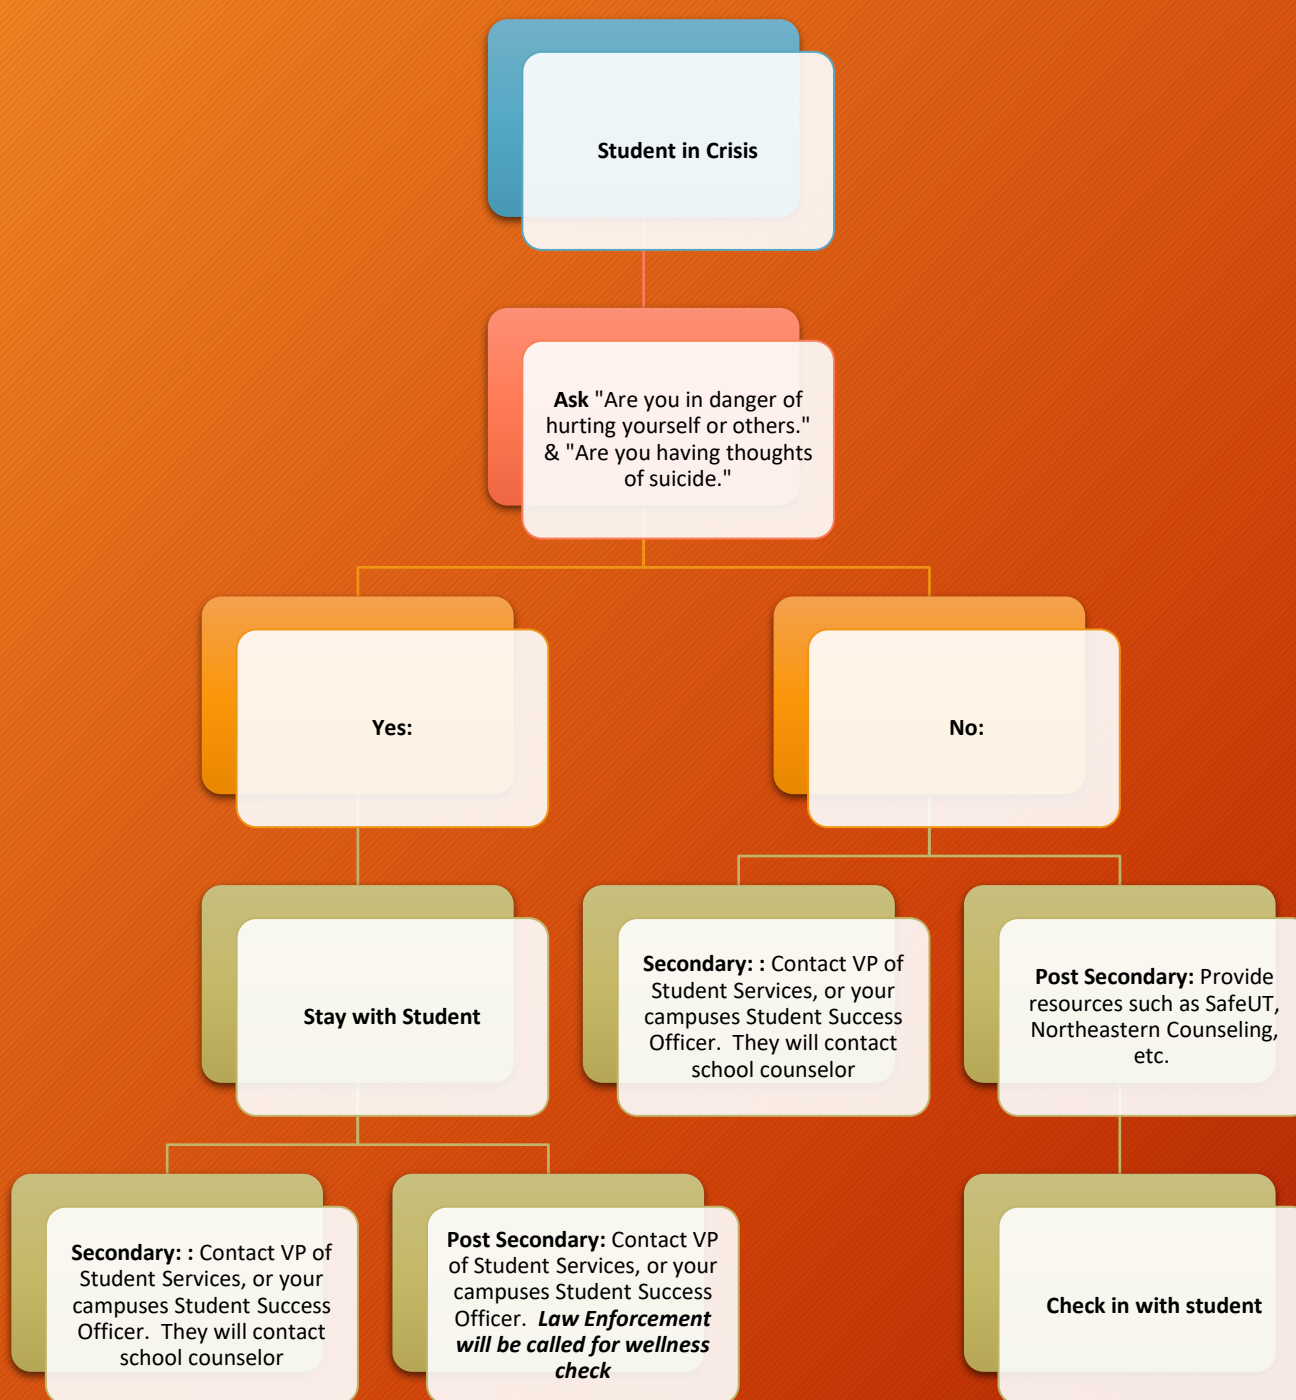 Student in Crisis
Ask "Are you in danger of
hurting yourself or others."
& "Are you having thoughts
of suicide."
Yes:
No:
Stay with Student
Secondary: : Contact VP of
Student Services, or your
campuses Student Success
Officer.  They will contact
school counselor
Post Secondary: Provide
resources such as SafeUT,
Northeastern Counseling,
etc.
Secondary: : Contact VP of
Student Services, or your
campuses Student Success
Officer.  They will contact
school counselor
Post Secondary: Contact VP
of Student Services, or your
campuses Student Success
Officer.  Law Enforcement
will be called for wellness
check
Check in with student